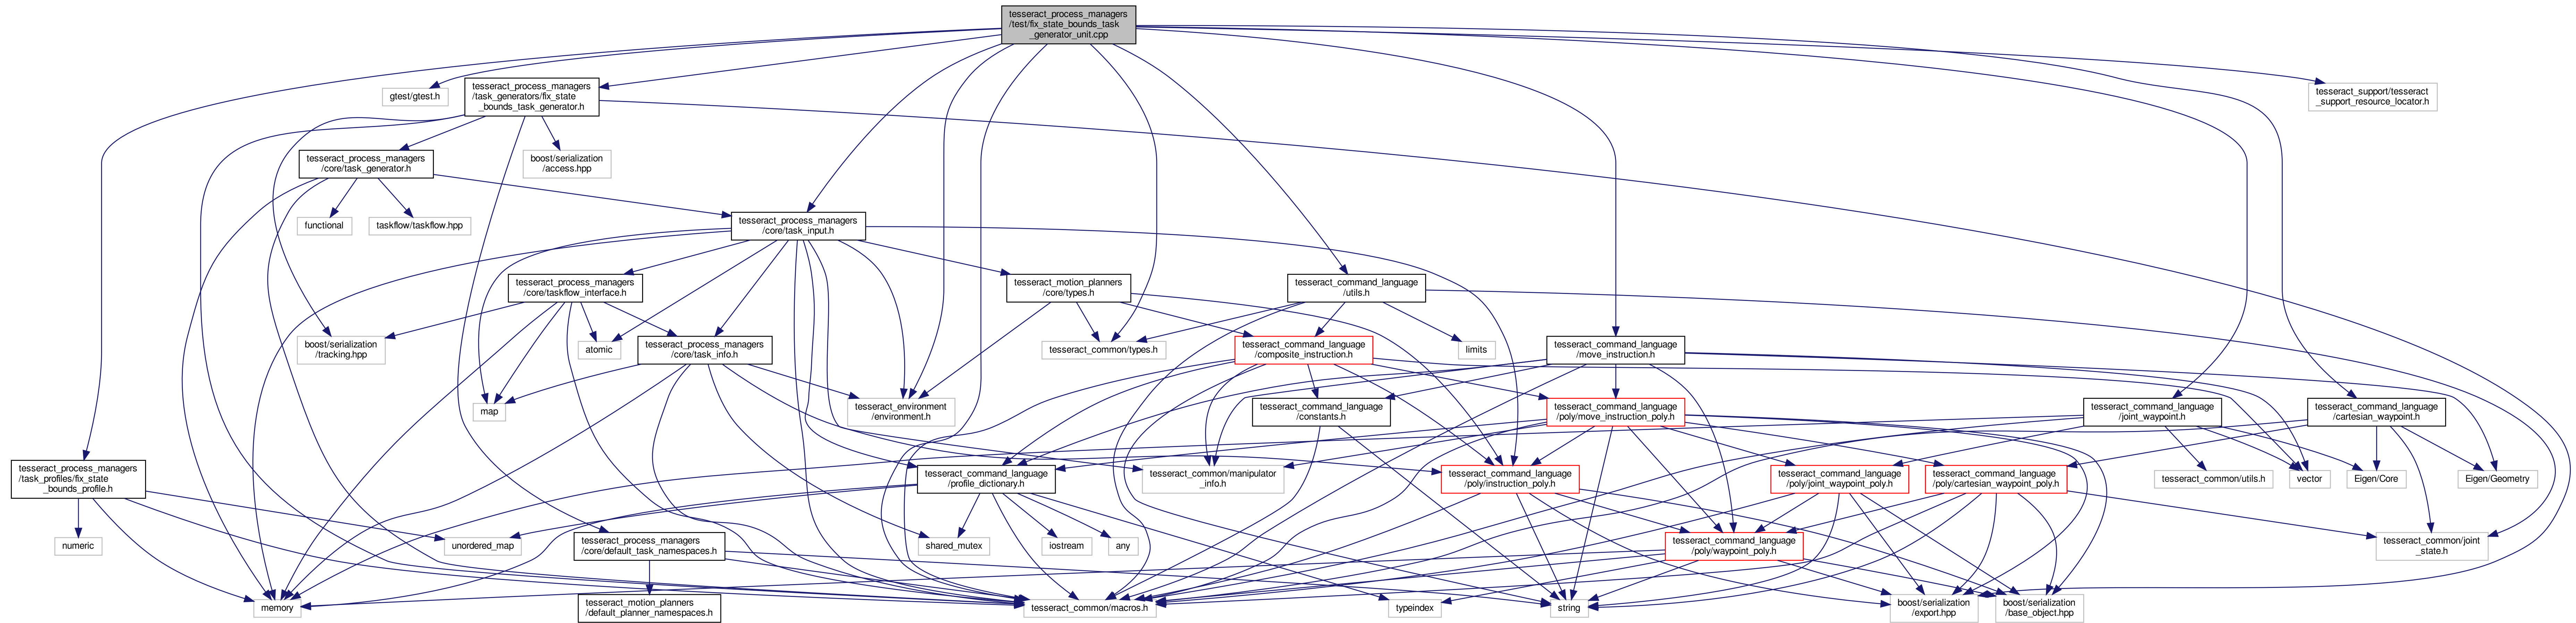 tesseract_process_managers
/test/fix_state_bounds_task
_generator_unit.cpp
gtest/gtest.h
tesseract_process_managers
/task_generators/fix_state
_bounds_task_generator.h
tesseract_support/tesseract
_support_resource_locator.h
tesseract_process_managers
/core/task_generator.h
boost/serialization
/access.hpp
functional
taskflow/taskflow.hpp
tesseract_process_managers
/core/task_input.h
tesseract_process_managers
/core/taskflow_interface.h
tesseract_motion_planners
/core/types.h
tesseract_command_language
/utils.h
boost/serialization
/tracking.hpp
atomic
tesseract_process_managers
/core/task_info.h
tesseract_common/types.h
tesseract_command_language
/composite_instruction.h
limits
tesseract_command_language
/move_instruction.h
map
tesseract_environment
/environment.h
tesseract_command_language
/constants.h
tesseract_command_language
/poly/move_instruction_poly.h
tesseract_command_language
/joint_waypoint.h
tesseract_command_language
/cartesian_waypoint.h
tesseract_process_managers
/task_profiles/fix_state
_bounds_profile.h
tesseract_command_language
/profile_dictionary.h
tesseract_common/manipulator
_info.h
tesseract_command_language
/poly/instruction_poly.h
tesseract_command_language
/poly/joint_waypoint_poly.h
tesseract_command_language
/poly/cartesian_waypoint_poly.h
tesseract_common/utils.h
vector
Eigen/Core
Eigen/Geometry
numeric
unordered_map
tesseract_process_managers
/core/default_task_namespaces.h
shared_mutex
iostream
any
tesseract_command_language
/poly/waypoint_poly.h
tesseract_common/joint
_state.h
memory
tesseract_motion_planners
/default_planner_namespaces.h
tesseract_common/macros.h
typeindex
string
boost/serialization
/export.hpp
boost/serialization
/base_object.hpp